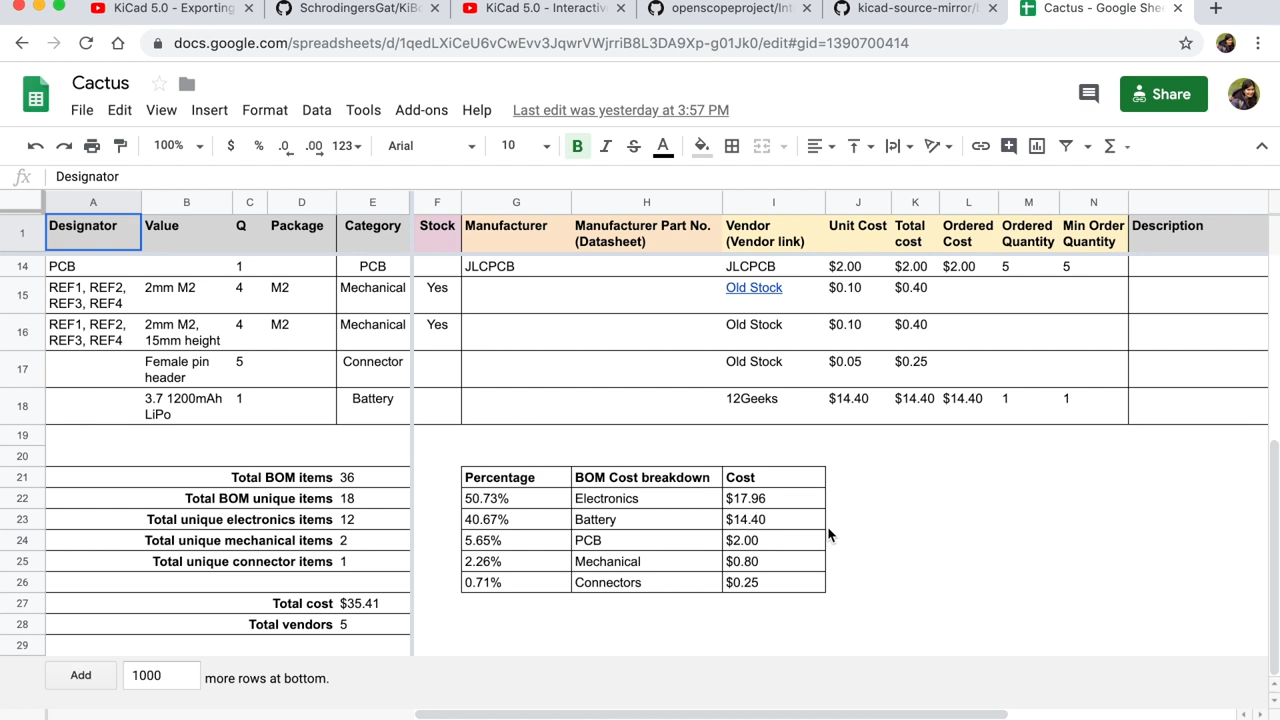 KiCad 5.0 - Exporting
SchrodingersGat/KiBo
KiCad 5.0 - Interactiv
openscopeproject/Int
kicad-source-mirror/
Cactus - Google Shee
docs.google.com/spreadsheets/d/1qedLXiCeU6vCwEvv3JqwrVWjrriB8L3DA9Xp-g01Jk0/edit#gid=1390700414
Cactus
File Edit View Insert Format Data Tools Add-ons Help Last edit was yesterday at 3:57 PM
Share
100% $ % .0 .00 123 Arial 10 B I S A Σ
fx Designator
A B C D E F G H I J K L M N
1 Designator Value Q Package Category Stock Manufacturer Manufacturer Part No. Vendor Unit Cost Total Ordered Ordered Min Order Description
(Datasheet) (Vendor link) cost Cost Quantity Quantity
14 PCB 1 PCB JLCPCB JLCPCB $2.00 $2.00 $2.00 5 5
15 REF1, REF2, 2mm M2 4 M2 Mechanical Yes Old Stock $0.10 $0.40
REF3, REF4
16 REF1, REF2, 2mm M2, 4 M2 Mechanical Yes Old Stock $0.10 $0.40
REF3, REF4 15mm height
17 Female pin 5 Connector Old Stock $0.05 $0.25
header
18 3.7 1200mAh 1 Battery 12Geeks $14.40 $14.40 $14.40 1 1
LiPo
19
20
21 Total BOM items 36 Percentage BOM Cost breakdown Cost
22 Total BOM unique items 18 50.73% Electronics $17.96
23 Total unique electronics items 12 40.67% Battery $14.40
24 Total unique mechanical items 2 5.65% PCB $2.00
25 Total unique connector items 1 2.26% Mechanical $0.80
26 0.71% Connectors $0.25
27 Total cost $35.41
28 Total vendors 5
29
Add 1000 more rows at bottom.